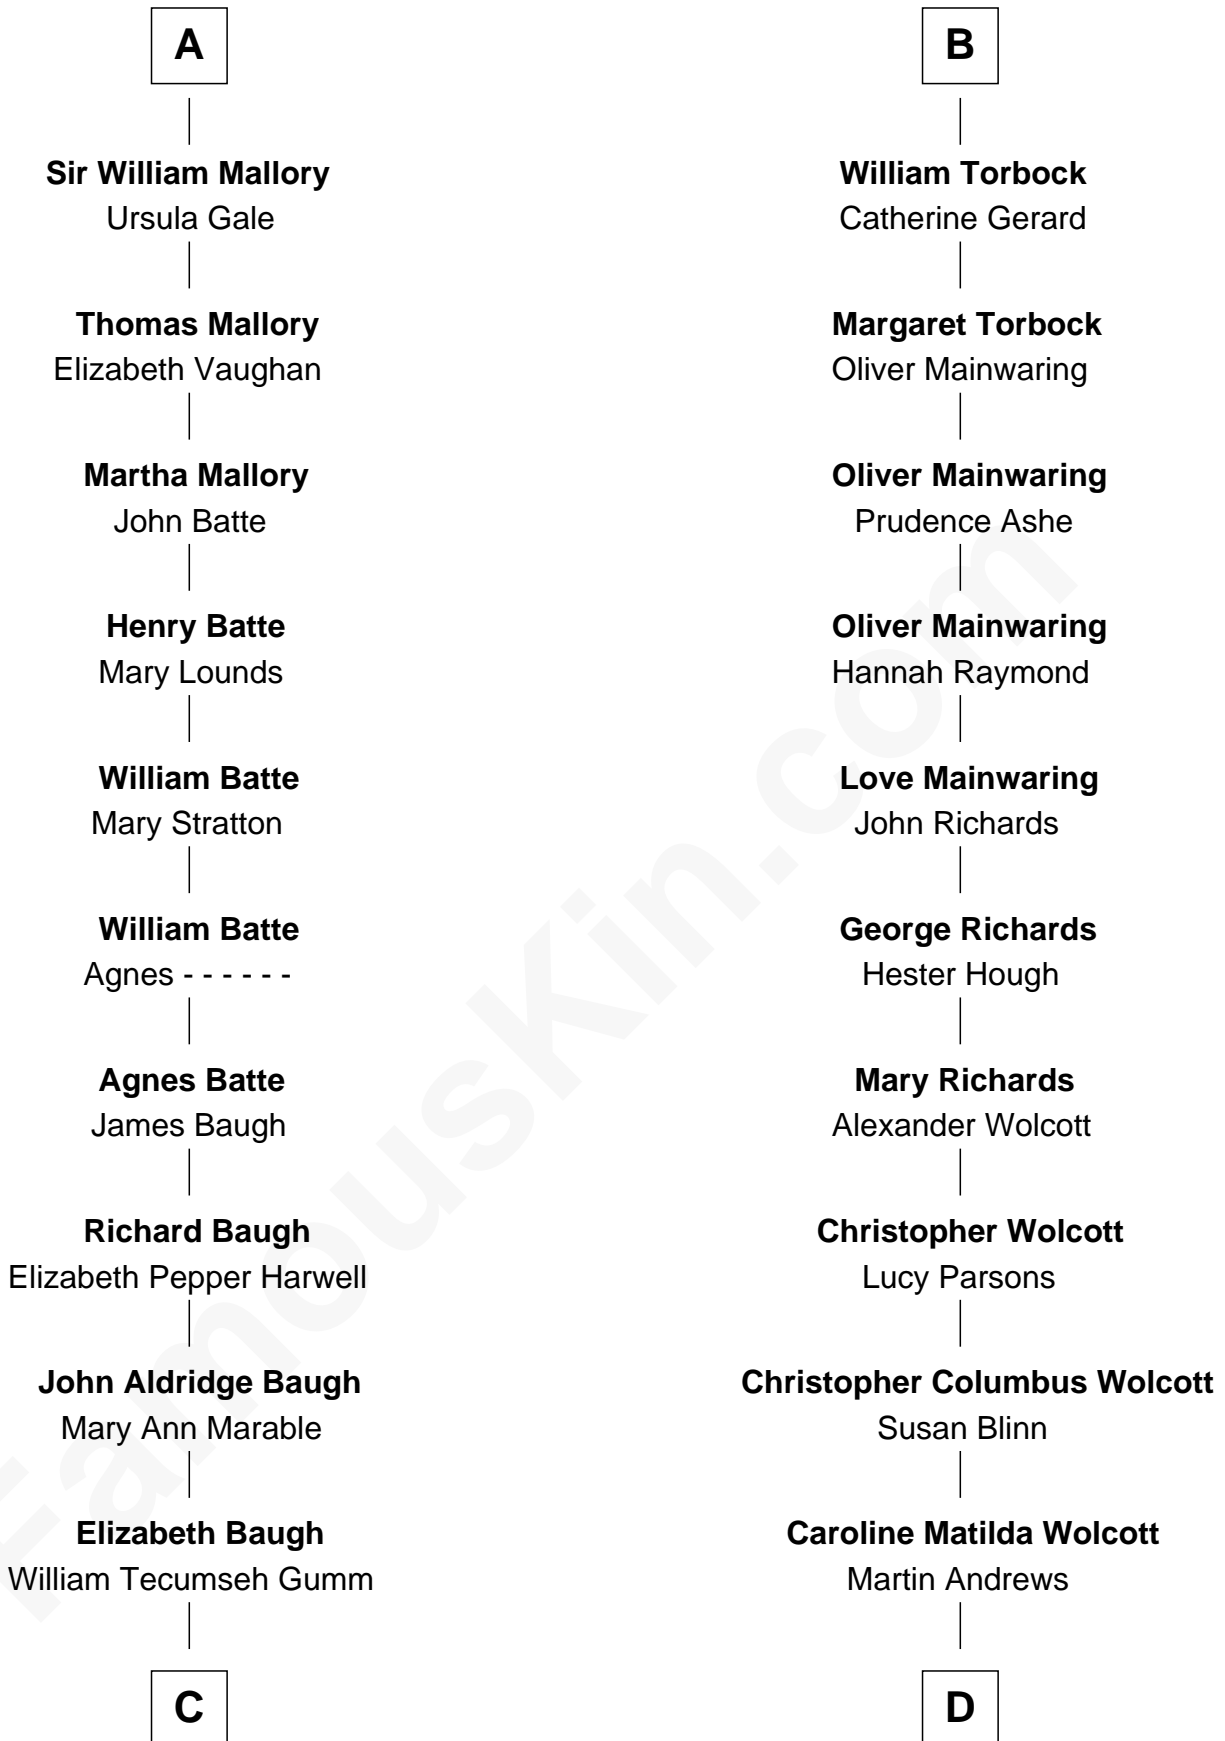 A
Sir William Mallory
Ursula Gale
Thomas Mallory
Elizabeth Vaughan
Martha Mallory
John Batte
Henry Batte
Mary Lounds
William Batte
Mary Stratton
William Batte
Agnes - - - - - -
Agnes Batte
James Baugh
Richard Baugh
Elizabeth Pepper Harwell
John Aldridge Baugh
Mary Ann Marable
Elizabeth Baugh
William Tecumseh Gumm
C
B
William Torbock
Catherine Gerard
Margaret Torbock
Oliver Mainwaring
Oliver Mainwaring
Prudence Ashe
Oliver Mainwaring
Hannah Raymond
Love Mainwaring
John Richards
George Richards
Hester Hough
Mary Richards
Alexander Wolcott
Christopher Wolcott
Lucy Parsons
Christopher Columbus Wolcott
Susan Blinn
Caroline Matilda Wolcott
Martin Andrews
D
FamousKin.com